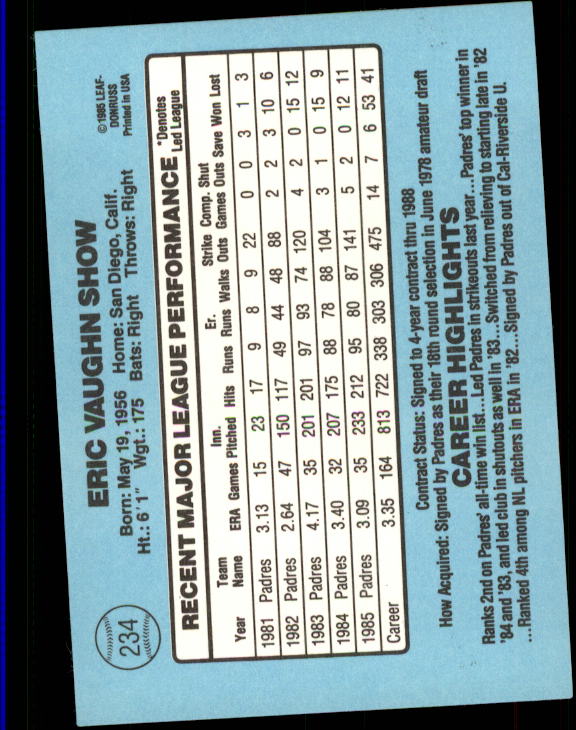 234
ERIC VAUGHN SHOW
©1985 LEAF-
DONRUSS
Printed in USA
Born: May 19, 1956 Home: San Diego, Calif.
Ht.: 6'1" Wgt.: 175 Bats: Right Throws: Right
RECENT MAJOR LEAGUE PERFORMANCE *Denotes Led League
Year Team Name ERA Games Inn. Pitched Hits Runs Er. Runs Walks Strike Outs Comp. Games Shut Outs Save Won Lost
1981 Padres 3.13 15 23 17 9 8 9 22 0 0 3 1 3
1982 Padres 2.64 47 150 117 49 44 48 88 2 2 3 10 6
1983 Padres 4.17 35 201 201 97 93 74 120 4 2 0 15 12
1984 Padres 3.40 32 207 175 88 78 88 104 3 1 0 15 9
1985 Padres 3.09 35 233 212 95 80 87 141 5 2 0 12 11
Career 3.35 164 813 722 338 303 306 475 14 7 6 53 41
Contract Status: Signed to 4-year contract thru 1988
How Acquired: Signed by Padres as their 18th round selection in June 1978 amateur draft
CAREER HIGHLIGHTS
Ranks 2nd on Padres' all-time win list...Led Padres in strikeouts last year...Padres' top winner in
'84 and '83, and led club in shutouts as well in '83...Switched from relieving to starting late in '82
...Ranked 4th among NL pitchers in ERA in '82...Signed by Padres out of Cal-Riverside U.